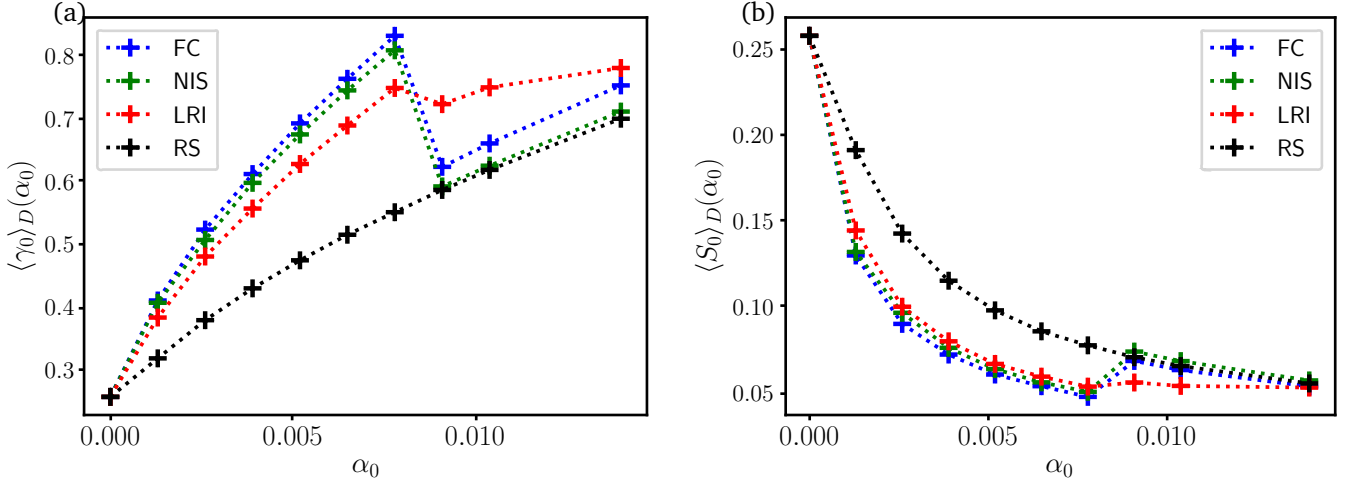 (a)
FC
NIS
LRI
RS
0.8
0.7
0.6
0.5
0.4
0.3
⟨γ₀⟩_D(α₀)
0.000
0.005
0.010
α₀
(b)
FC
NIS
LRI
RS
0.25
0.20
0.15
0.10
0.05
⟨S₀⟩_D(α₀)
0.000
0.005
0.010
α₀